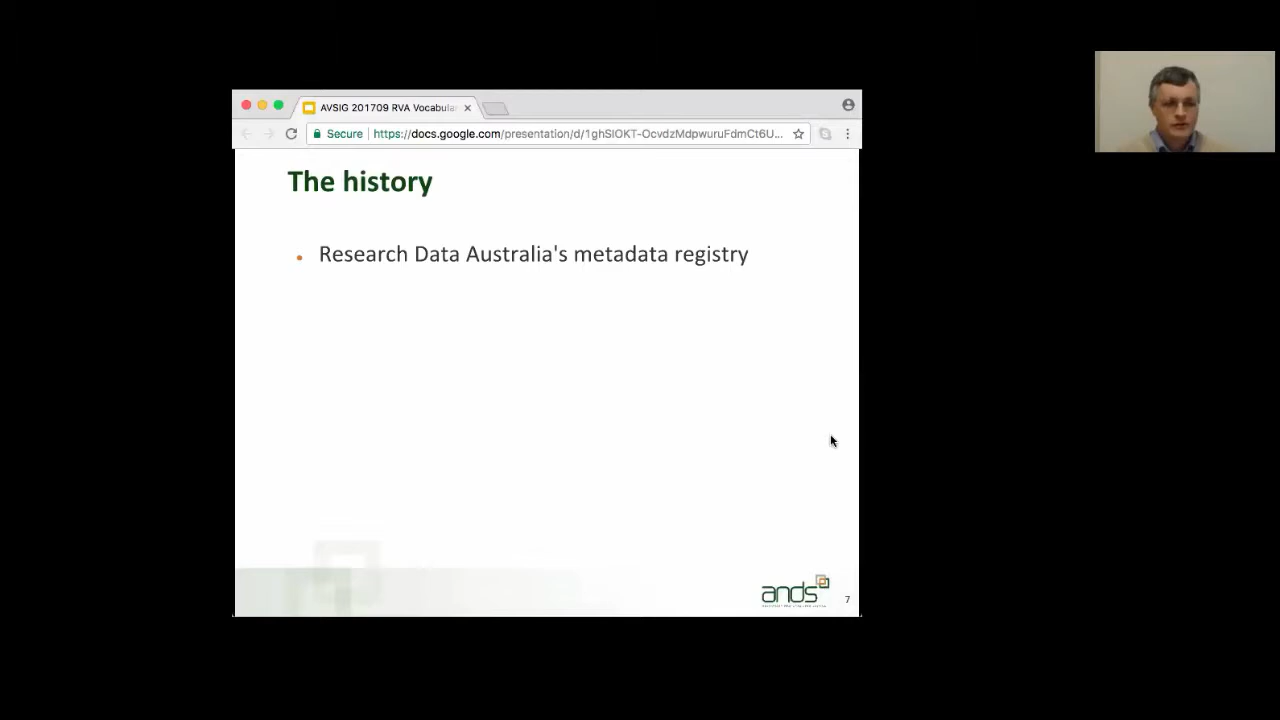 AVSIG 201709 RVA Vocabula
Secure
https://docs.google.com/presentation/d/1ghSIOKT-OcvdzMdpwuruFdmCt6U...
The history
Research Data Australia's metadata registry
ands
7